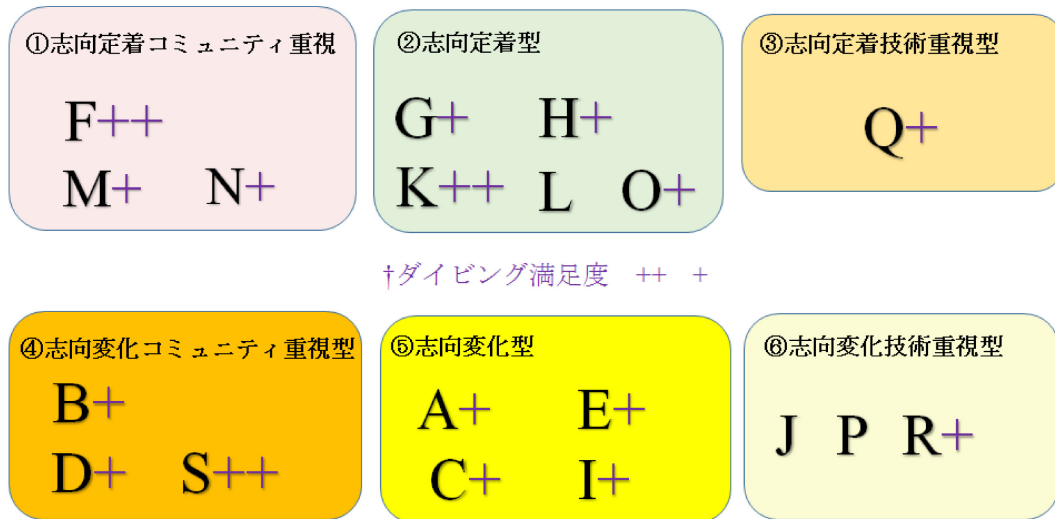 ①志向定着コミュニティ重視
F++
M+ N+
②志向定着型
G+ H+
K++ L O+
③志向定着技術重視型
Q+
†ダイビング満足度 ++ +
④志向変化コミュニティ重視型
B+
D+ S++
⑤志向変化型
A+ E+
C+ I+
⑥志向変化技術重視型
J P R+